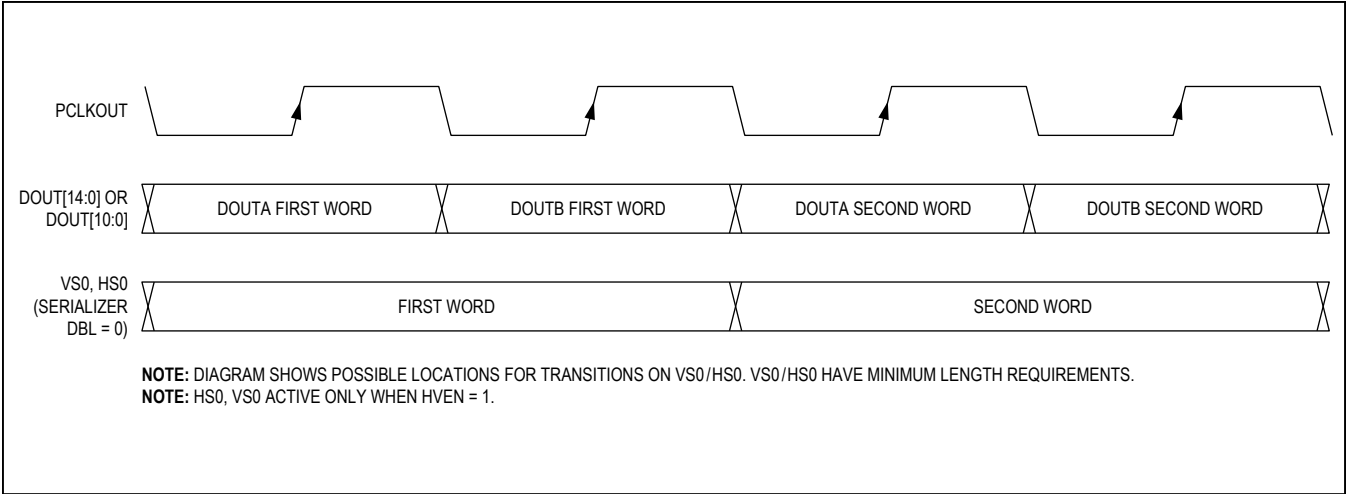 PCLKOUT
DOUT[14:0] OR
DOUT[10:0]
DOUTA FIRST WORD
DOUTB FIRST WORD
DOUTA SECOND WORD
DOUTB SECOND WORD
VS0, HS0
(SERIALIZER
DBL = 0)
FIRST WORD
SECOND WORD
NOTE: DIAGRAM SHOWS POSSIBLE LOCATIONS FOR TRANSITIONS ON VS0/HS0. VS0/HS0 HAVE MINIMUM LENGTH REQUIREMENTS.
NOTE: HS0, VS0 ACTIVE ONLY WHEN HVEN = 1.